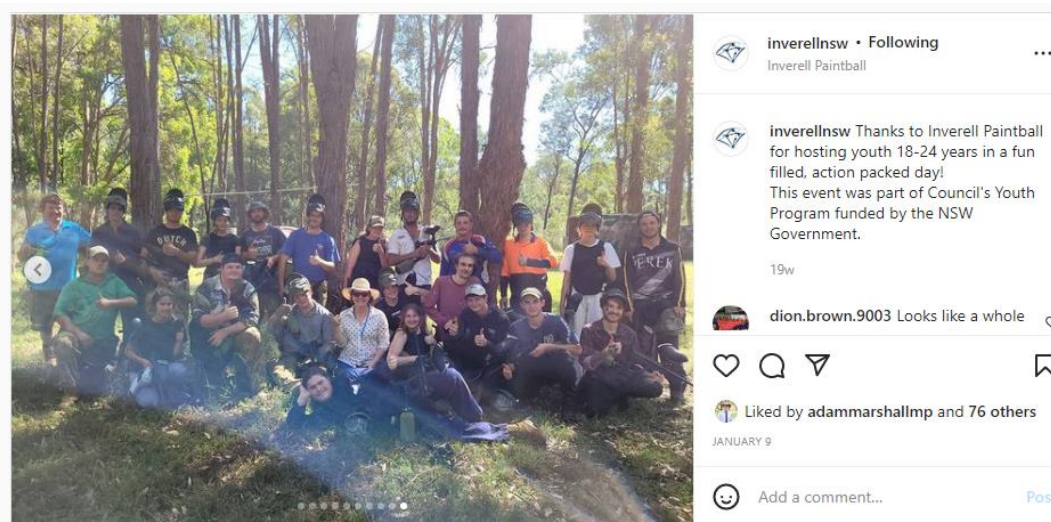 inverellnsw • Following
Inverell Paintball
inverellnsw Thanks to Inverell Paintball
for hosting youth 18-24 years in a fun
filled, action packed day!
This event was part of Council's Youth
Program funded by the NSW
Government.
19w
dion.brown.9003 Looks like a whole
Liked by adammarshallmp and 76 others
JANUARY 9
Add a comment...
Pos
DUTCH